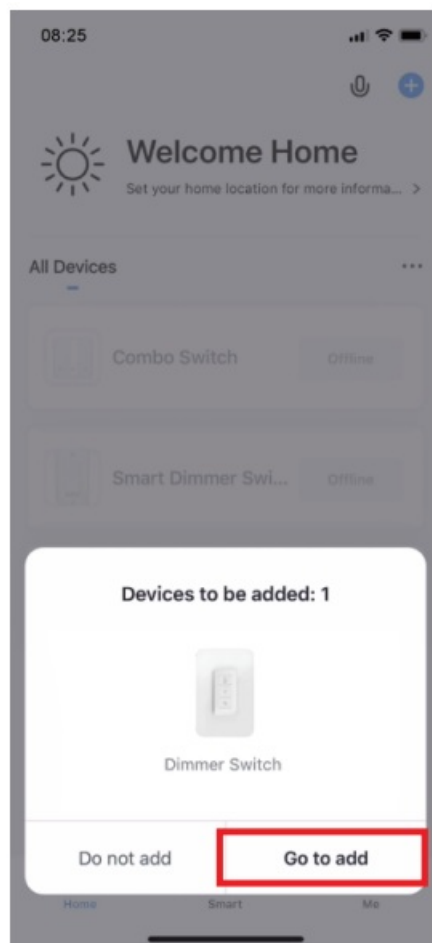 08:25
Welcome Home
Set your home location for more informa... >
All Devices
Combo Switch
Offline
Smart Dimmer Swi...
Offline
Devices to be added: 1
Dimmer Switch
Do not add
Go to add
Home
Smart
Me